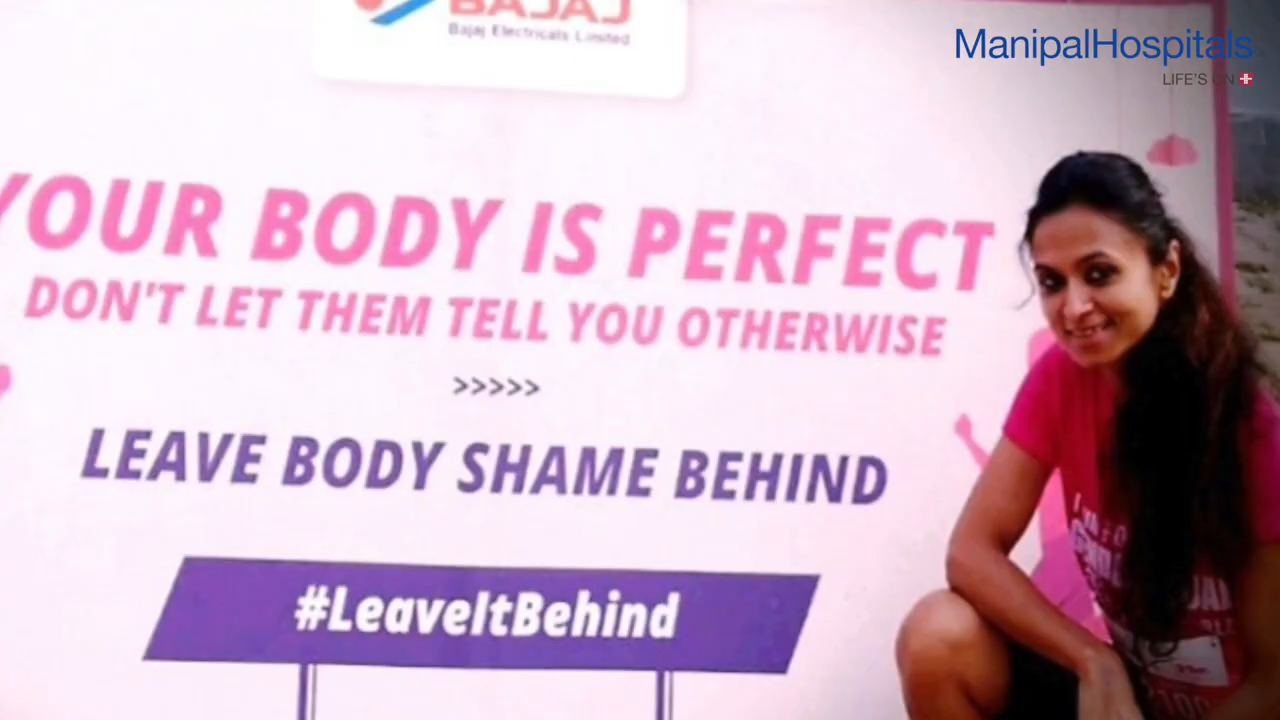 BAJAJ
Bajaj Electricals Limited
ManipalHospitals
LIFE'S ON
YOUR BODY IS PERFECT
DON'T LET THEM TELL YOU OTHERWISE
>>>>>
LEAVE BODY SHAME BEHIND
#LeaveItBehind